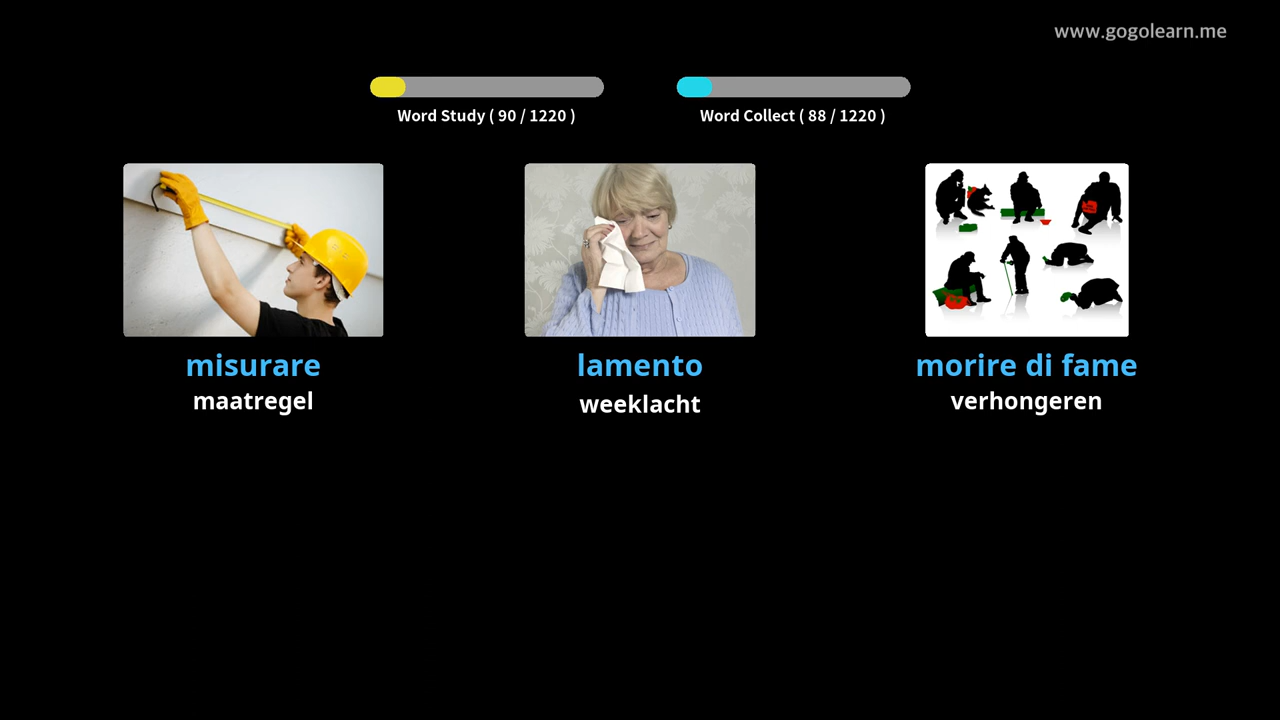 www.gogolearn.me
Word Study ( 90 / 1220 )
Word Collect ( 88 / 1220 )
misurare
maatregel
lamento
weeklacht
morire di fame
verhongeren